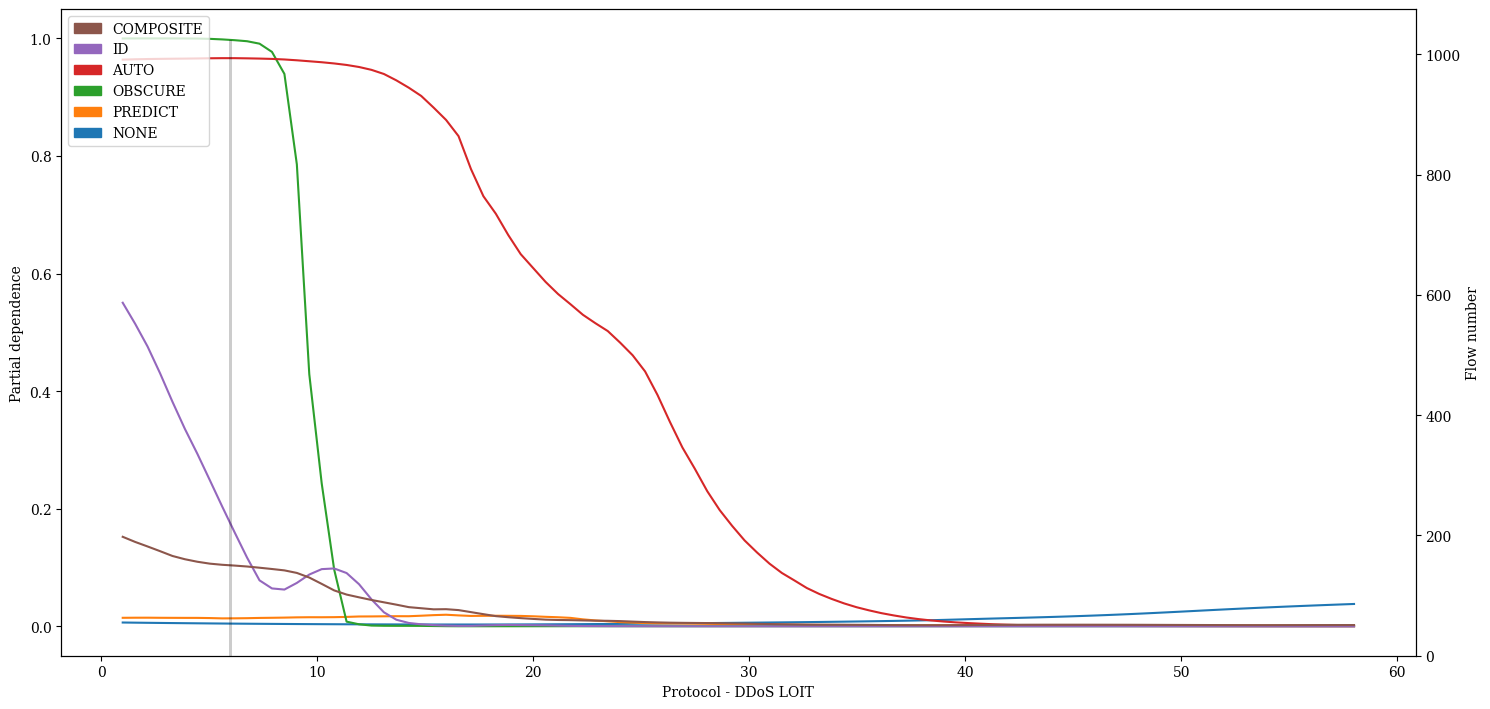 COMPOSITE
ID
AUTO
OBSCURE
PREDICT
NONE
1.0
0.8
0.6
0.4
0.2
0.0
Partial dependence
0
10
20
30
40
50
60
Protocol - DDoS LOIT
1000
800
600
400
200
0
Flow number